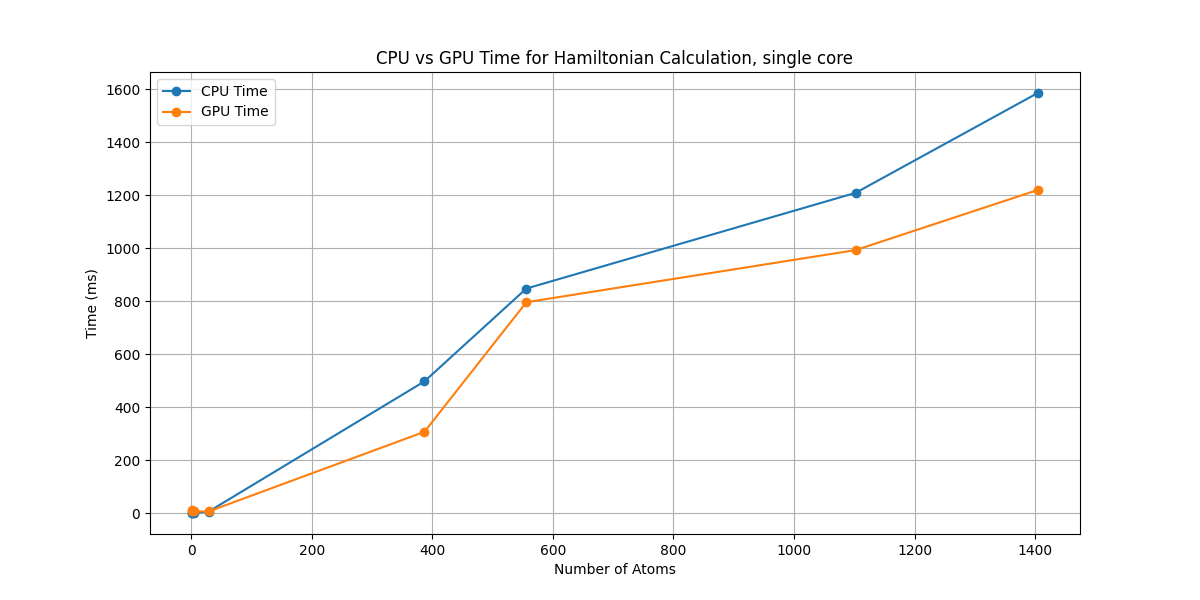 CPU vs GPU Time for Hamiltonian Calculation, single core
CPU Time
GPU Time
1600
1400
1200
1000
800
600
400
200
0
Time (ms)
0 200 400 600 800 1000 1200 1400
Number of Atoms